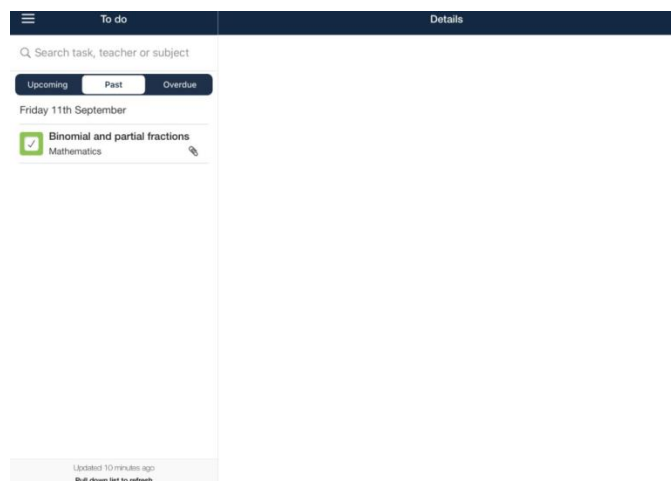 To do
Details
Search task, teacher or subject
Upcoming Past Overdue
Friday 11th September
Binomial and partial fractions
Mathematics
Updated 10 minutes ago
Pull down list to refresh